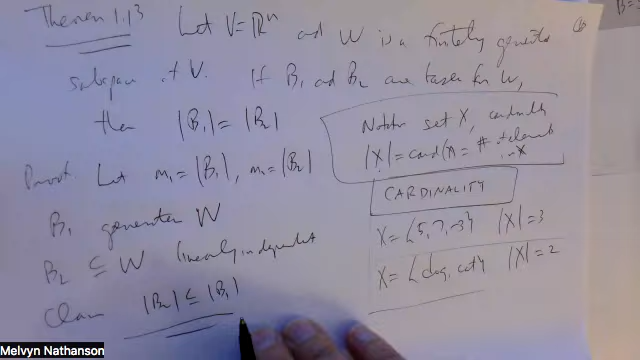 Theorem 1.13 Let V = ℝⁿ and W is a finitely generated
subspace of V. If B₁ and B₂ are bases for W,
then |B₁| = |B₂|
Proof. Let m₁ = |B₁|, m₂ = |B₂|
B₁ generates W
B₂ ⊆ W linearly independent
Claim |B₂| ≤ |B₁|
6
Notation set X, cardinality
|X| = card(X) = # of elements in X
CARDINALITY
X = {5, 7, -3} |X| = 3
X = {dog, cat} |X| = 2
B =
Melvyn Nathanson